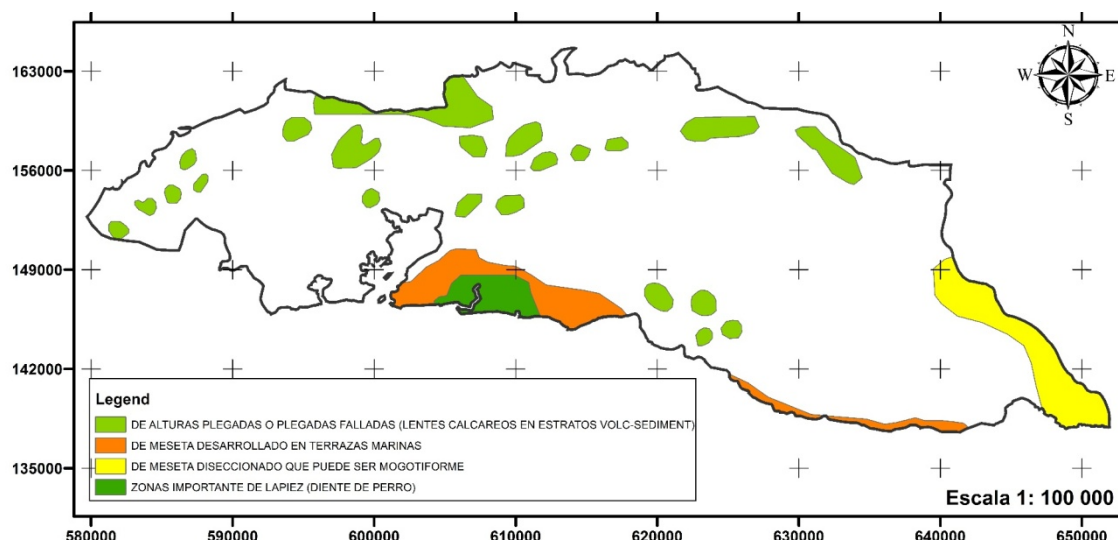 N
W E
S
163000
156000
149000
142000
135000
Legend
DE ALTURAS PLEGADAS O PLEGADAS FALLADAS (LENTES CALCAREOS EN ESTRATOS VOLC-SEDIMENT)
DE MESETA DESARROLLADO EN TERRAZAS MARINAS
DE MESETA DISECCIONADO QUE PUEDE SER MOGOTIFORME
ZONAS IMPORTANTE DE LAPIEZ (DIENTE DE PERRO)
Escala 1: 100 000
580000 590000 600000 610000 620000 630000 640000 650000